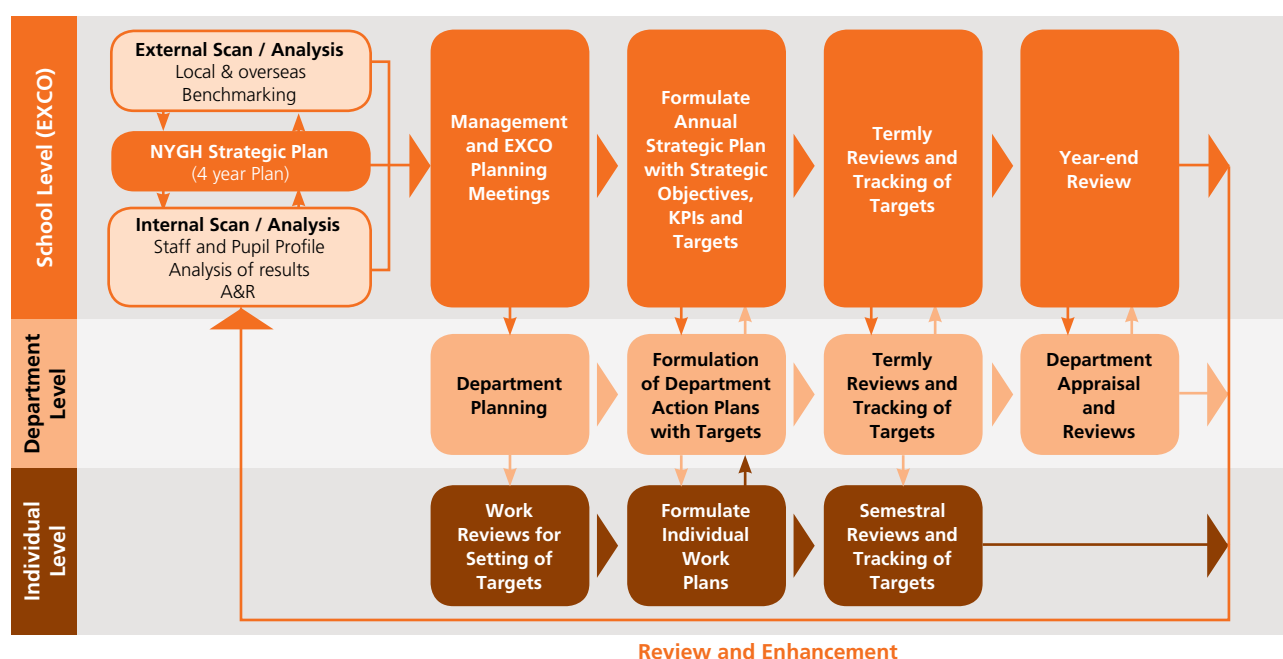 School Level (EXCO)
External Scan / Analysis
Local & overseas
Benchmarking
NYGH Strategic Plan
(4 year Plan)
Internal Scan / Analysis
Staff and Pupil Profile
Analysis of results
A&R
Management
and EXCO
Planning
Meetings
Formulate
Annual
Strategic Plan
with Strategic
Objectives,
KPIs and
Targets
Termly
Reviews and
Tracking of
Targets
Year-end
Review
Department
Level
Department
Planning
Formulation
of Department
Action Plans
with Targets
Termly
Reviews and
Tracking of
Targets
Department
Appraisal
and
Reviews
Individual
Level
Work
Reviews for
Setting of
Targets
Formulate
Individual
Work
Plans
Semestral
Reviews and
Tracking of
Targets
Review and Enhancement